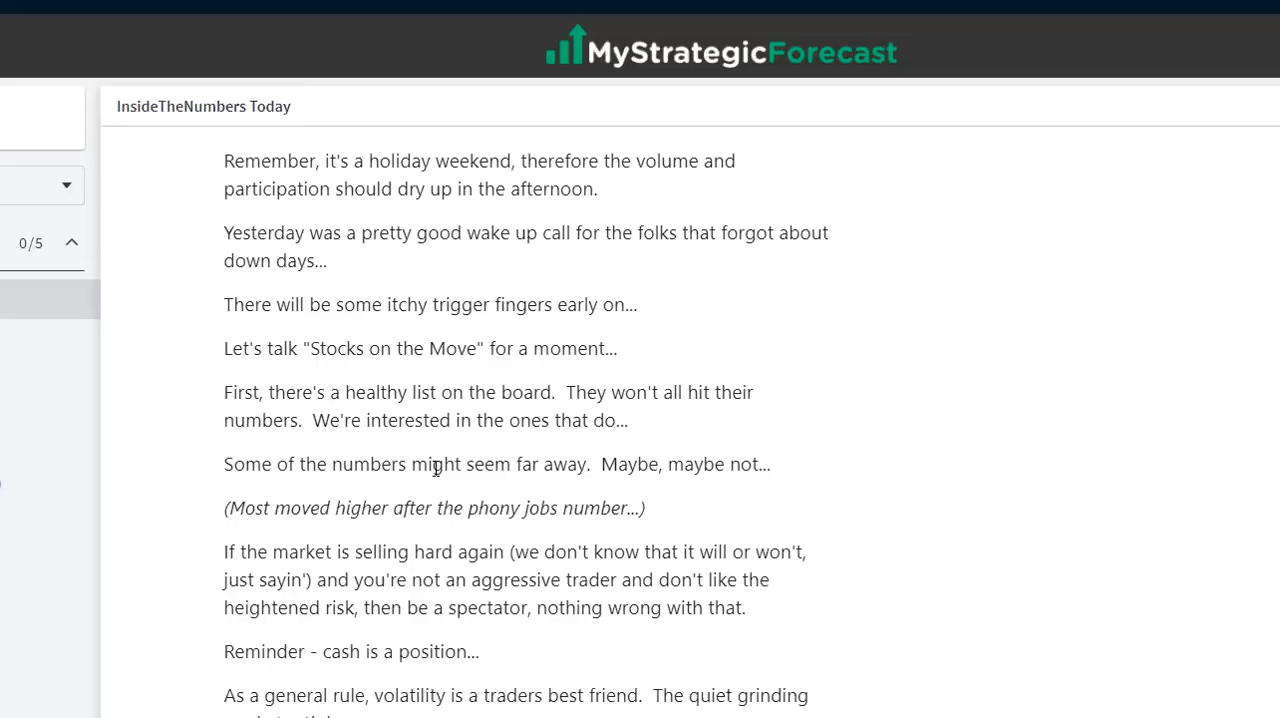 MyStrategicForecast
InsideTheNumbers Today
Remember, it's a holiday weekend, therefore the volume and
participation should dry up in the afternoon.
0/5
Yesterday was a pretty good wake up call for the folks that forgot about
down days...
There will be some itchy trigger fingers early on...
Let's talk "Stocks on the Move" for a moment...
First, there's a healthy list on the board.  They won't all hit their
numbers.  We're interested in the ones that do...
Some of the numbers might seem far away.  Maybe, maybe not...
(Most moved higher after the phony jobs number...)
If the market is selling hard again (we don't know that it will or won't,
just sayin') and you're not an aggressive trader and don't like the
heightened risk, then be a spectator, nothing wrong with that.
Reminder - cash is a position...
As a general rule, volatility is a traders best friend.  The quiet grinding